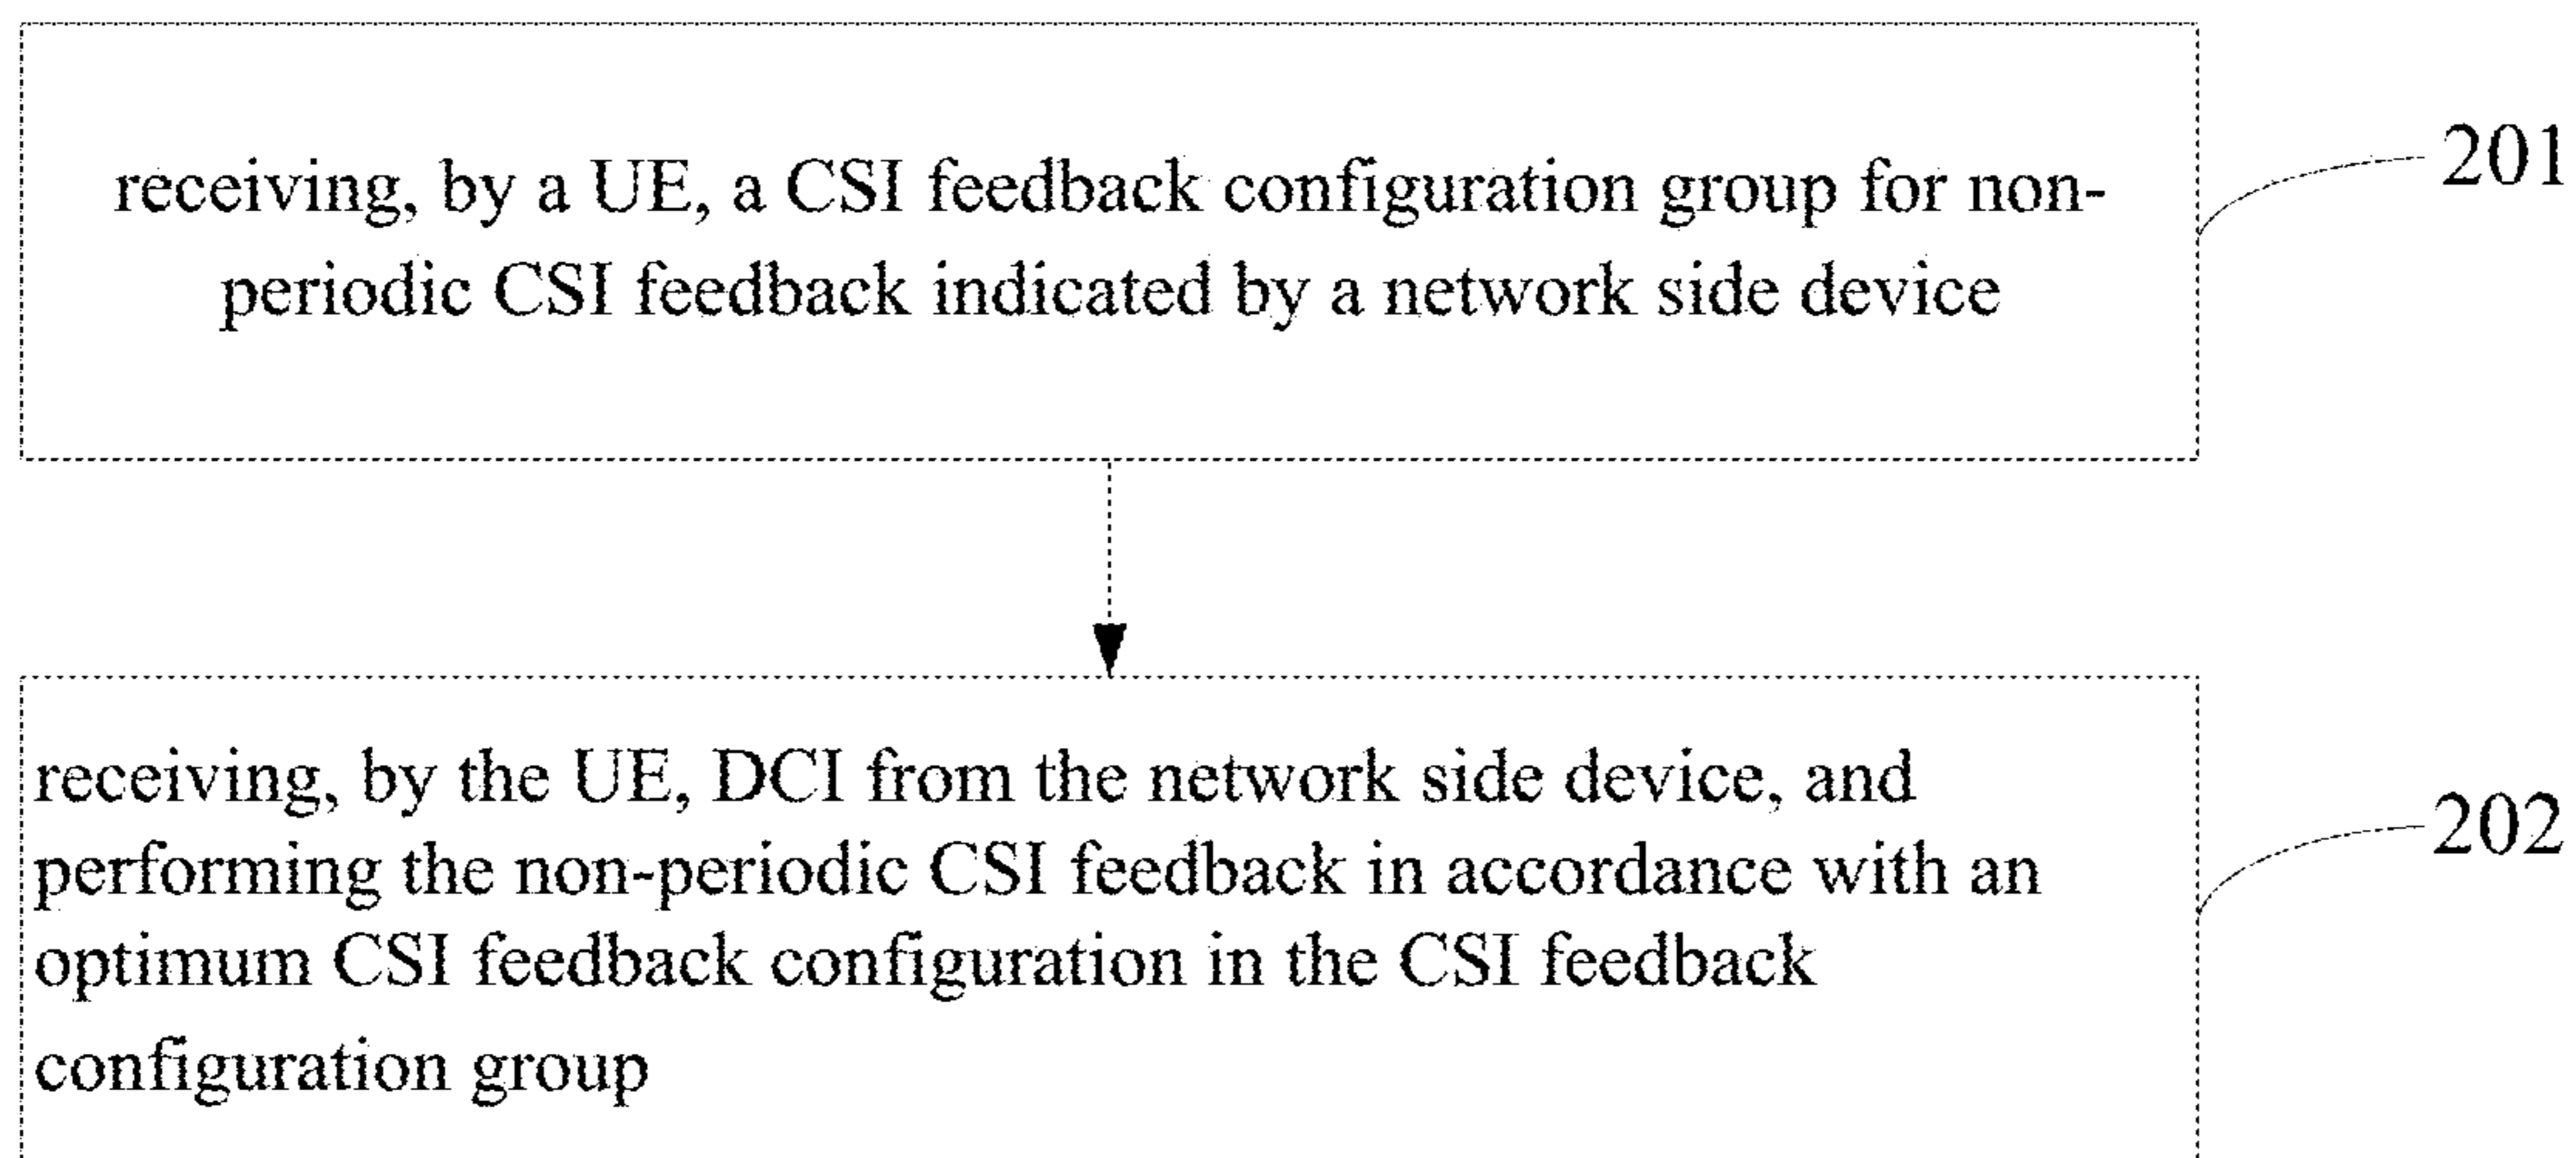 receiving, by a UE, a CSI feedback configuration group for non-
periodic CSI feedback indicated by a network side device
201
receiving, by the UE, DCI from the network side device, and
performing the non-periodic CSI feedback in accordance with an
optimum CSI feedback configuration in the CSI feedback
configuration group
202